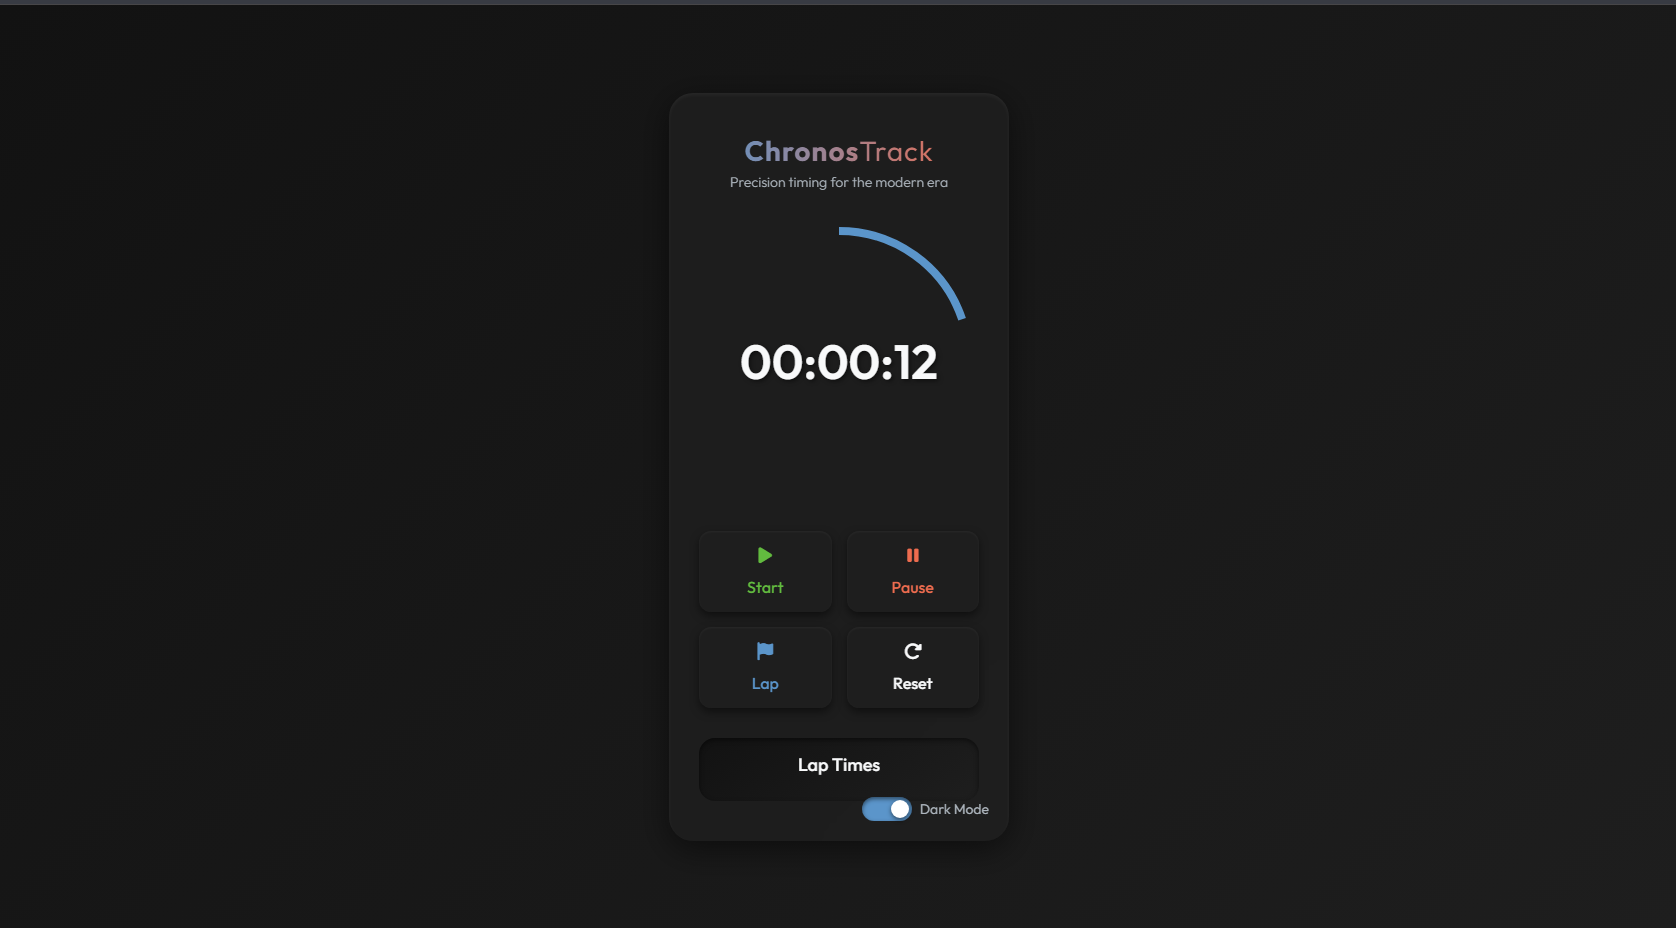 ChronosTrack
Precision timing for the modern era
00:00:12
Start
Pause
Lap
Reset
Lap Times
Dark Mode